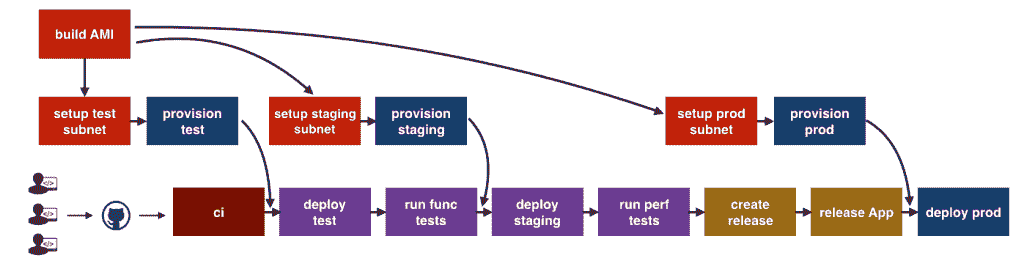 build AMI
setup test
subnet
provision
test
setup staging
subnet
provision
staging
setup prod
subnet
provision
prod
</>
</>
</>
ci
deploy
test
run func
tests
deploy
staging
run perf
tests
create
release
release App
deploy prod